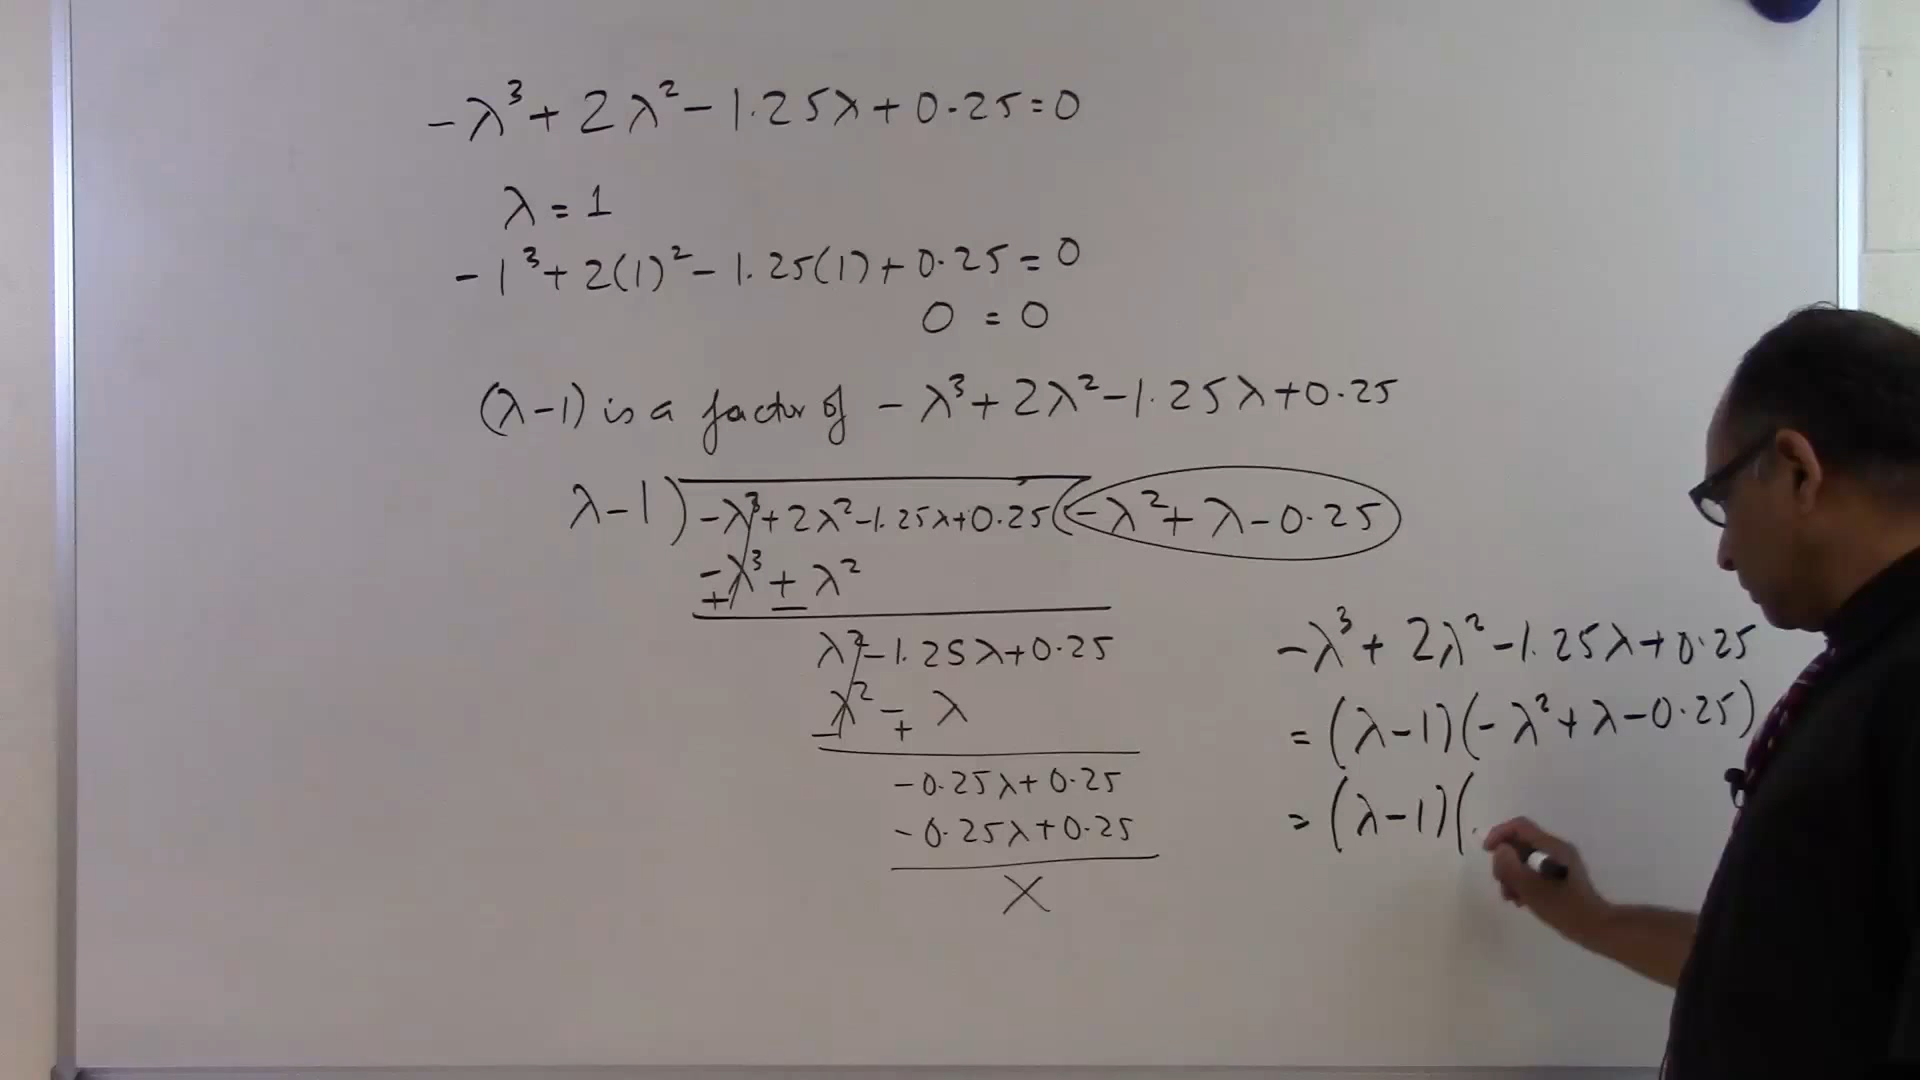 -λ³+2λ²-1.25λ+0.25=0
λ=1
-1³+2(1)²-1.25(1)+0.25=0
0=0
(λ-1) is a factor of -λ³+2λ²-1.25λ+0.25
λ-1)-λ³+2λ²-1.25λ+0.25(-λ²+λ-0.25
-λ³+λ²
+ -
λ²-1.25λ+0.25
λ²-λ
- +
-0.25λ+0.25
-0.25λ+0.25
X
-λ³+2λ²-1.25λ+0.25
=(λ-1)(-λ²+λ-0.25)
=(λ-1)(